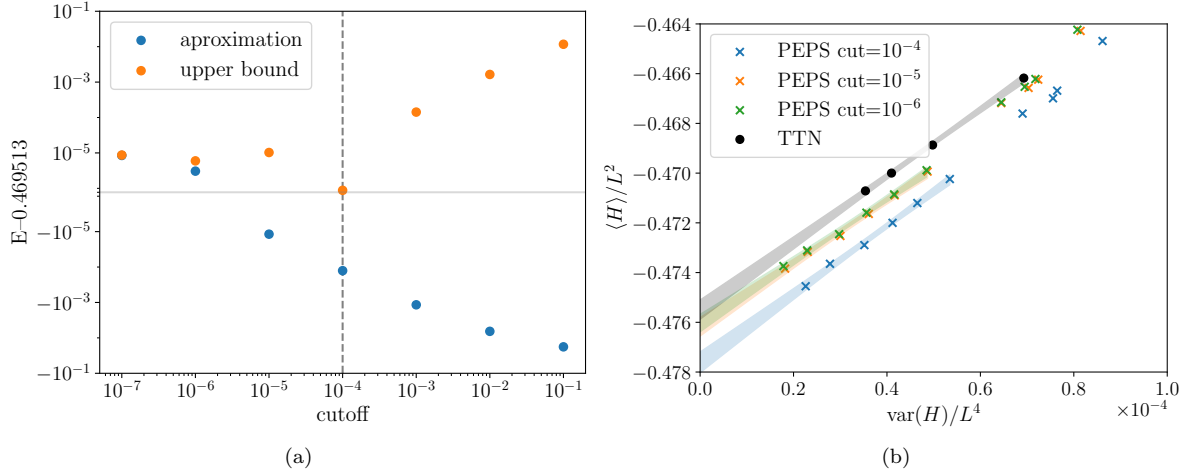 10⁻¹
10⁻³
10⁻⁵
−10⁻⁵
−10⁻³
−10⁻¹
E–0.469513
aproximation
upper bound
10⁻⁷ 10⁻⁶ 10⁻⁵ 10⁻⁴ 10⁻³ 10⁻² 10⁻¹
cutoff
(a)
−0.464
−0.466
−0.468
−0.470
−0.472
−0.474
−0.476
−0.478
⟨H⟩/L²
PEPS cut=10⁻⁴
PEPS cut=10⁻⁵
PEPS cut=10⁻⁶
TTN
0.0 0.2 0.4 0.6 0.8 1.0
×10⁻⁴
var(H)/L⁴
(b)